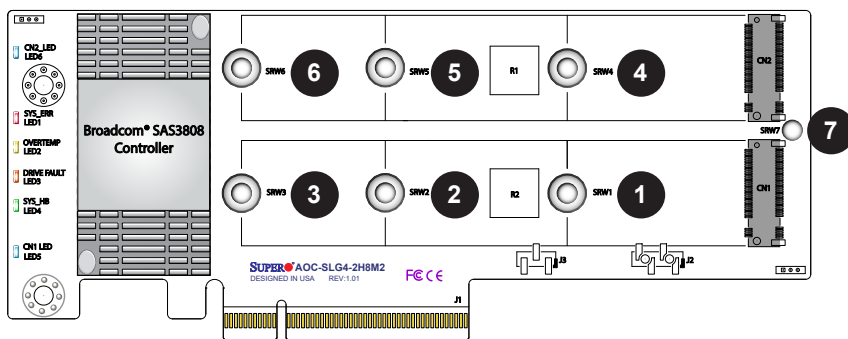 CN2_LED
LED6
SYS_ERR
LED1
OVERTEMP
LED2
DRIVE FAULT
LED3
SYS_HB
LED4
CN1 LED
LED5
Broadcom® SAS3808
Controller
SRW6
6
SRW5
5
R1
SRW4
4
CN2
SRW7
7
SRW3
3
SRW2
2
R2
SRW1
1
CN1
SUPER AOC-SLG4-2H8M2
DESIGNED IN USA REV:1.01
FC CE
J3
J2
J1